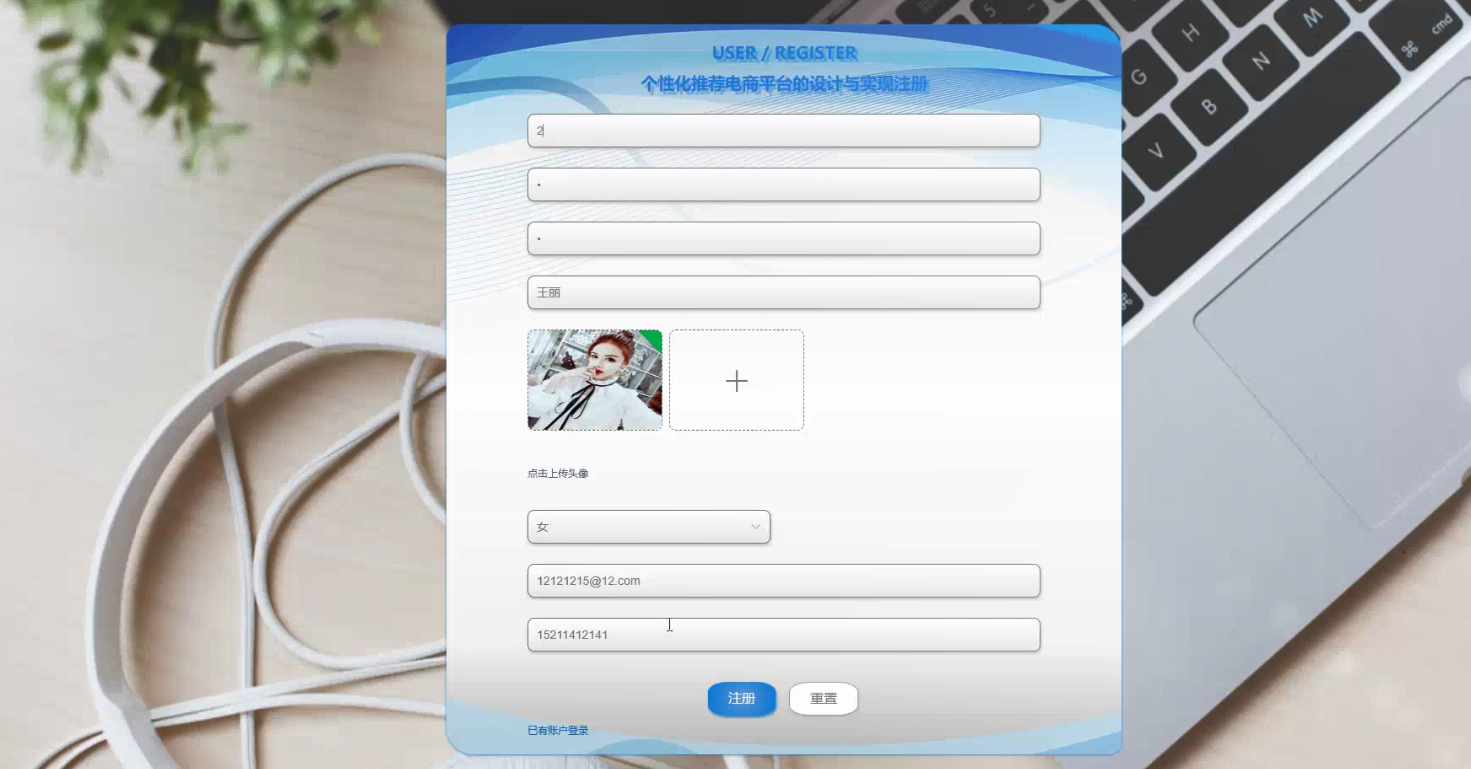 USER / REGISTER
个性化推荐电商平台的设计与实现注册
2
•
•
王丽
点击上传头像
女
12121215@12.com
15211412141
注册
重置
已有账户登录
5
H
M
cmd
⌘
G
N
B
V
⌘